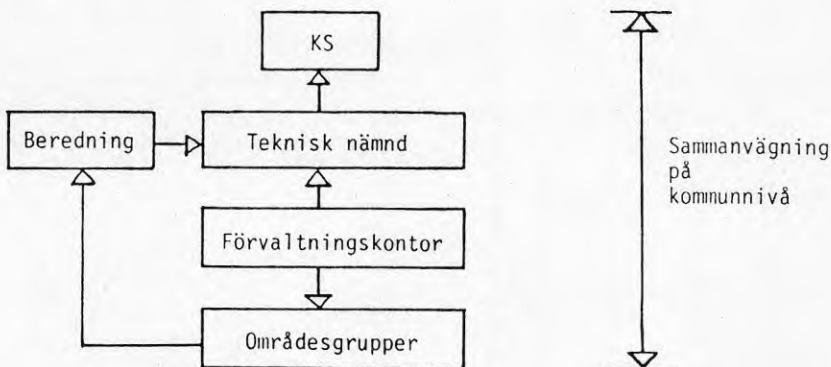 KS
Beredning
Teknisk nämnd
Förvaltningskontor
Områdesgrupper
Sammanvägning
på
kommunnivå